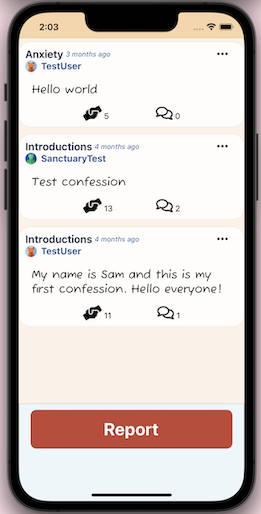 2:03
Anxiety 3 months ago
TestUser
Hello world
5 0
Introductions 4 months ago
SanctuaryTest
Test confession
13 2
Introductions 4 months ago
TestUser
My name is Sam and this is my
first confession. Hello everyone!
11 1
Report